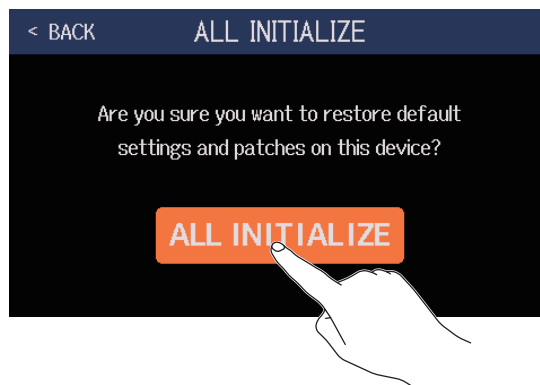 < BACK ALL INITIALIZE
Are you sure you want to restore default
settings and patches on this device?
ALL INITIALIZE